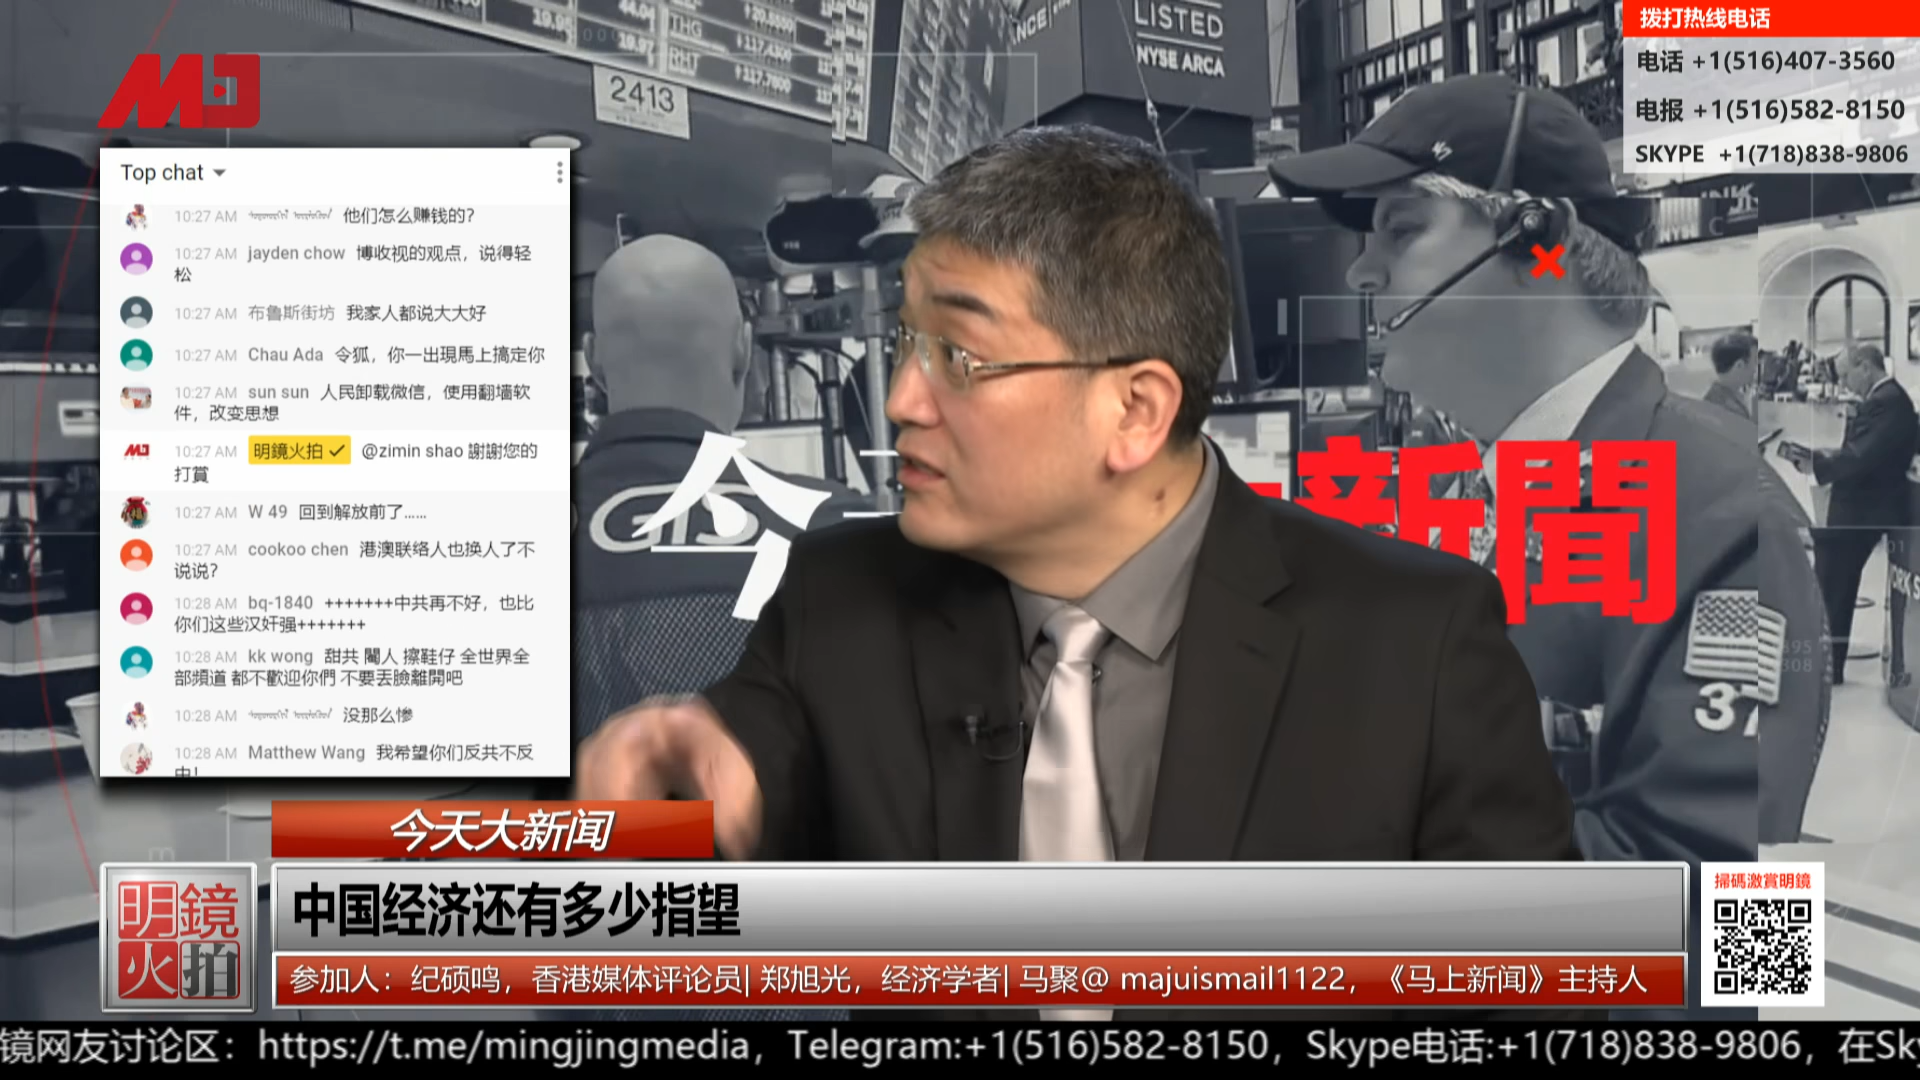 拨打热线电话
电话 +1(516)407-3560
电报 +1(516)582-8150
SKYPE +1(718)838-9806
LISTED
NYSE ARCA
19.95
44.04
19.97
THG
RHT
2413
MJ
Top chat
10:27 AM 他们怎么赚钱的?
10:27 AM jayden chow 博收视的观点，说得轻
松
10:27 AM 布鲁斯街坊 我家人都说大大好
10:27 AM Chau Ada 令狐，你一出現馬上搞定你
10:27 AM sun sun 人民卸载微信，使用翻墙软
件，改变思想
10:27 AM 明鏡火拍 @zimin shao 謝謝您的
打賞
10:27 AM W 49 回到解放前了……
10:27 AM cookoo chen 港澳联络人也换人了不
说说?
10:28 AM bq-1840 +++++++中共再不好，也比
你们这些汉奸强+++++++
10:28 AM kk wong 甜共 閹人 擦鞋仔 全世界全
部頻道 都不歡迎你們 不要丟臉離開吧
10:28 AM 没那么惨
10:28 AM Matthew Wang 我希望你们反共不反
中!
今
新聞
GTS
37
今天大新闻
明鏡
火拍
中国经济还有多少指望
参加人：纪硕鸣，香港媒体评论员| 郑旭光，经济学者| 马聚@ majuismail1122，《马上新闻》主持人
掃碼激賞明鏡
镜网友讨论区：https://t.me/mingjingmedia，Telegram:+1(516)582-8150，Skype电话:+1(718)838-9806，在Sky